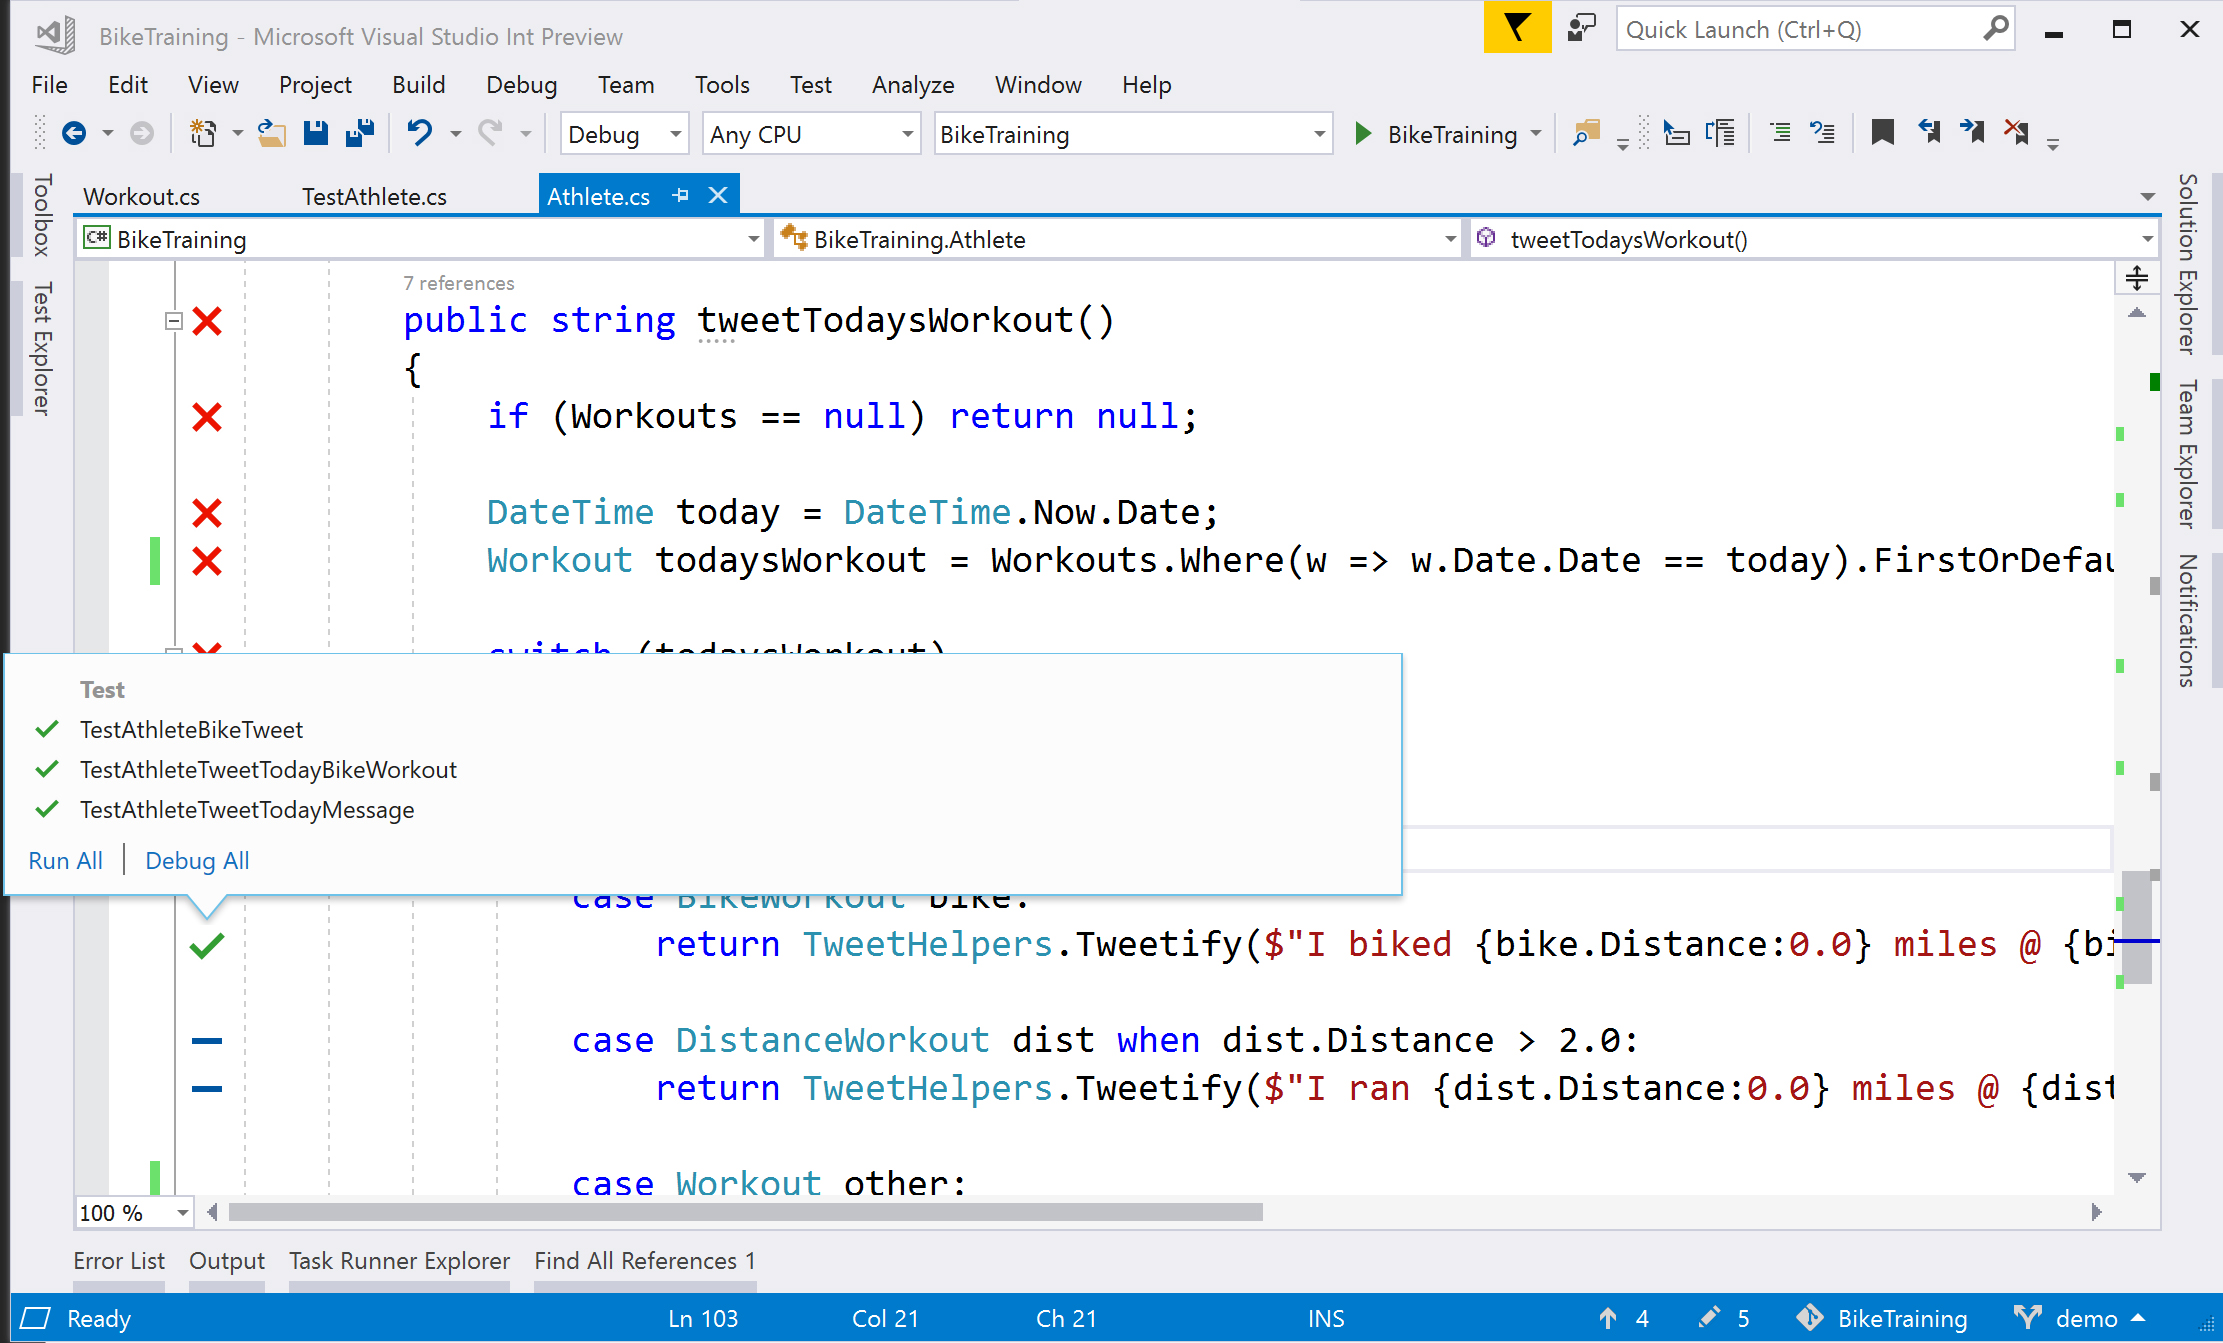 BikeTraining - Microsoft Visual Studio Int Preview
Quick Launch (Ctrl+Q)
File Edit View Project Build Debug Team Tools Test Analyze Window Help
Debug Any CPU BikeTraining BikeTraining
Toolbox
Test Explorer
Workout.cs TestAthlete.cs Athlete.cs
C# BikeTraining BikeTraining.Athlete tweetTodaysWorkout()
7 references
public string tweetTodaysWorkout()
{
if (Workouts == null) return null;
DateTime today = DateTime.Now.Date;
Workout todaysWorkout = Workouts.Where(w => w.Date.Date == today).FirstOrDefau
switch (todaysWorkout)
Test
TestAthleteBikeTweet
TestAthleteTweetTodayBikeWorkout
TestAthleteTweetTodayMessage
Run All Debug All
case BikeWorkout bike:
return TweetHelpers.Tweetify($"I biked {bike.Distance:0.0} miles @ {bi
case DistanceWorkout dist when dist.Distance > 2.0:
return TweetHelpers.Tweetify($"I ran {dist.Distance:0.0} miles @ {dist
case Workout other:
100 %
Solution Explorer
Team Explorer
Notifications
Error List Output Task Runner Explorer Find All References 1
Ready Ln 103 Col 21 Ch 21 INS 4 5 BikeTraining demo